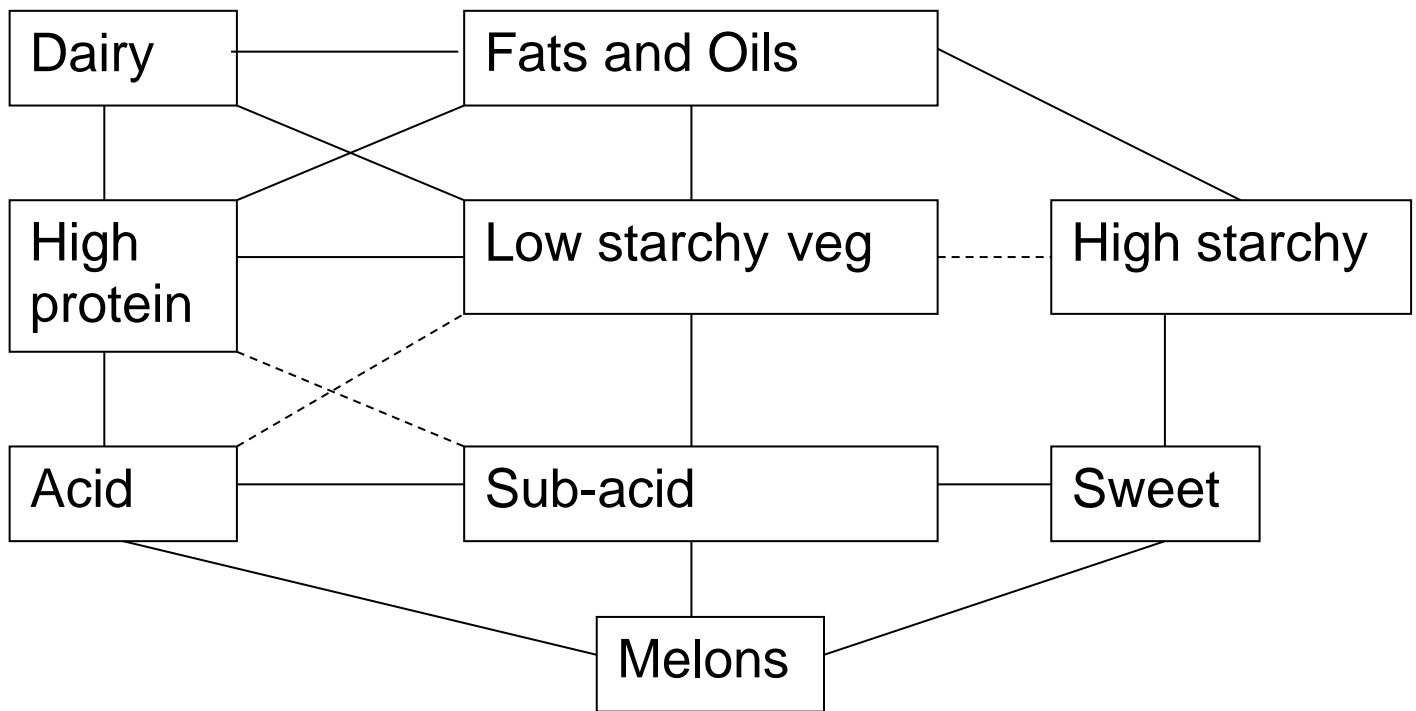 Dairy
Fats and Oils
High
protein
Low starchy veg
High starchy
Acid
Sub-acid
Sweet
Melons